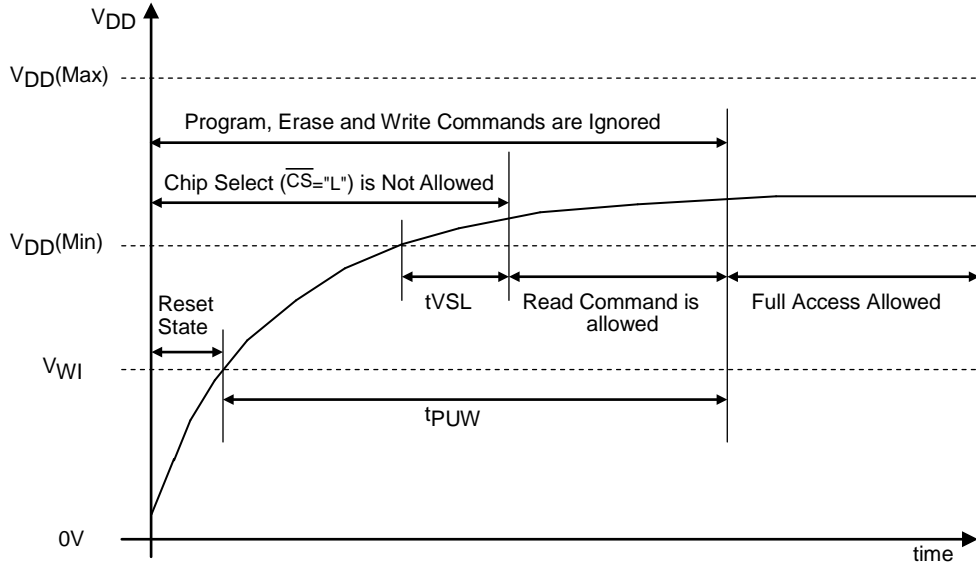 VDD
VDD(Max)
Program, Erase and Write Commands are Ignored
Chip Select (CS="L") is Not Allowed
VDD(Min)
tVSL
Read Command is
allowed
Full Access Allowed
Reset
State
VWI
tPUW
0V
time